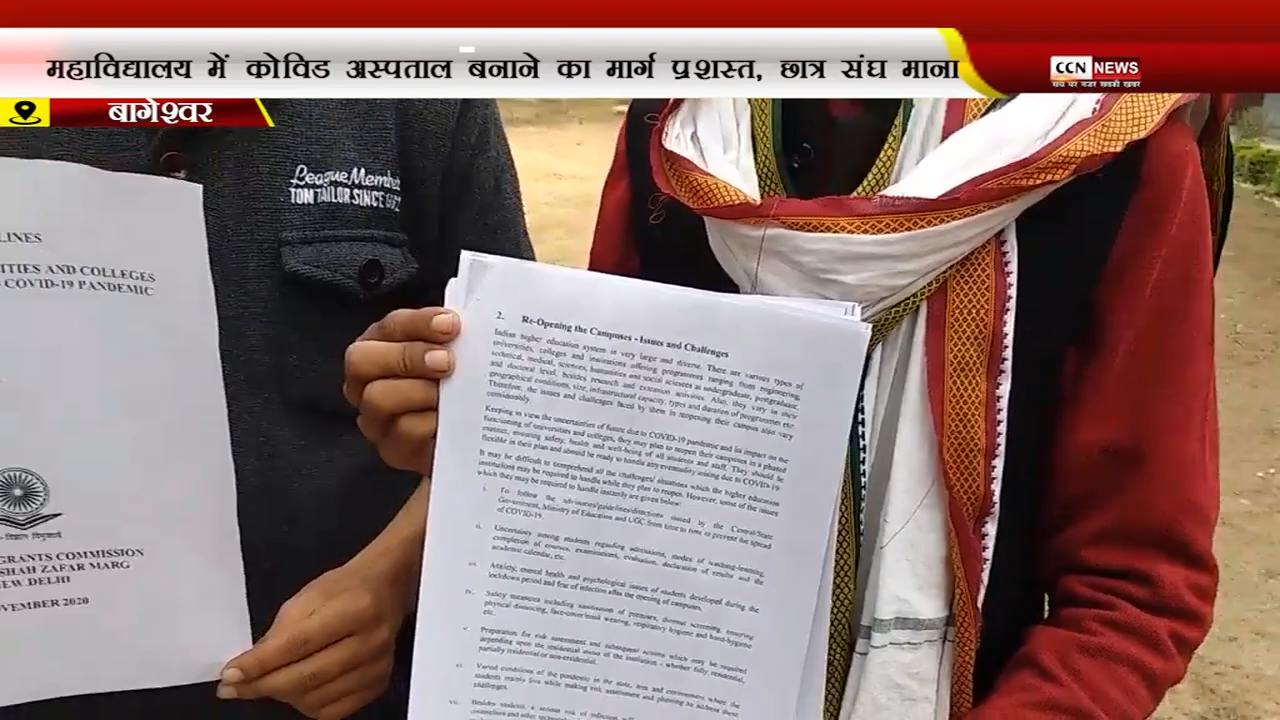 महाविद्यालय में कोविड अस्पताल बनाने का मार्ग प्रशस्त, छात्र संघ माना
CCN NEWS
सच पर नजर सबकी खबर
बागेश्वर
League Membe
TON TAILOR SINCE
LINES
ITIES AND COLLEGES
COVID-19 PANDEMIC
GRANTS COMMISSION
SHAH ZAFAR MARG
NEW DELHI
NOVEMBER 2020
2. Re-Opening the Campuses - Issues and Challenges
Indian higher education system is very large and diverse. There are various types of
universities, colleges and institutions offering programmes ranging from engineering,
technical, medical, sciences, humanities and social sciences at undergraduate, postgraduate
and doctoral level, besides research and extension activities. Also, they vary in their
geographical conditions, size, infrastructural capacity, types and duration of programmes etc.
Therefore, the issues and challenges faced by them in reopening their campus also vary
considerably.
Keeping in view the uncertainties of future due to COVID-19 pandemic and its impact on the
functioning of universities and colleges, they may plan to reopen their campuses in a phased
manner, ensuring safety, health and well-being of all students and staff. They should be
flexible in their plan and should be ready to handle any eventuality arising due to COVID-19.
It may be difficult to comprehend all the challenges/ situations which the higher education
institutions may be required to handle while they plan to reopen. However, some of the issues
which they may be required to handle instantly are given below:
i. To follow the advisories/guidelines/directions issued by the Central/State
Government, Ministry of Education and UGC from time to time to prevent the spread
of COVID-19.
ii. Uncertainty among students regarding admissions, modes of teaching-learning,
completion of courses, examinations, evaluation, declaration of results and the
academic calendar, etc.
iii. Anxiety, mental health and psychological issues of students developed during the
lockdown period and fear of infection after the opening of campuses.
iv. Safety measures including sanitisation of premises, thermal screening, ensuring
physical distancing, face-cover/mask wearing, respiratory hygiene and hand-hygiene
etc.
v. Preparation for risk assessment and subsequent actions which may be required
depending upon the residential status of the institution - whether fully residential,
partially residential or non-residential.
vi. Varied conditions of the pandemic in the state, area and environment where the
students mainly live while making risk assessment and planning to address these
challenges.
vii. Besides students, a serious risk of infection